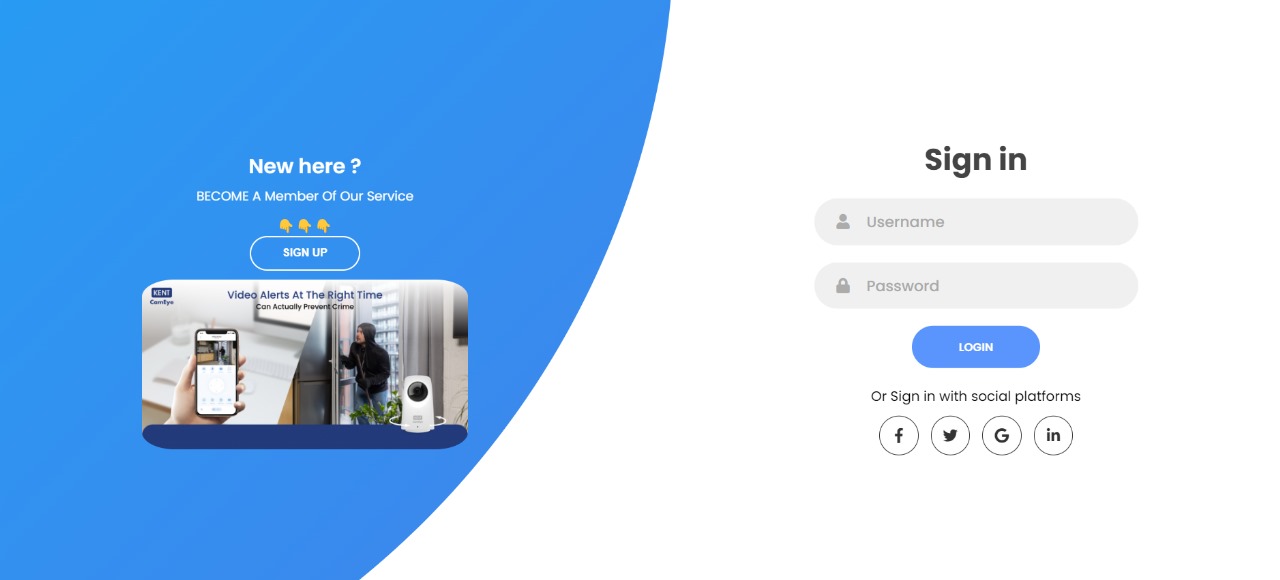 New here ?
BECOME A Member Of Our Service
👇👇👇
SIGN UP
KENT
CamEye
Video Alerts At The Right Time
Can Actually Prevent Crime
Sign in
Username
Password
LOGIN
Or Sign in with social platforms